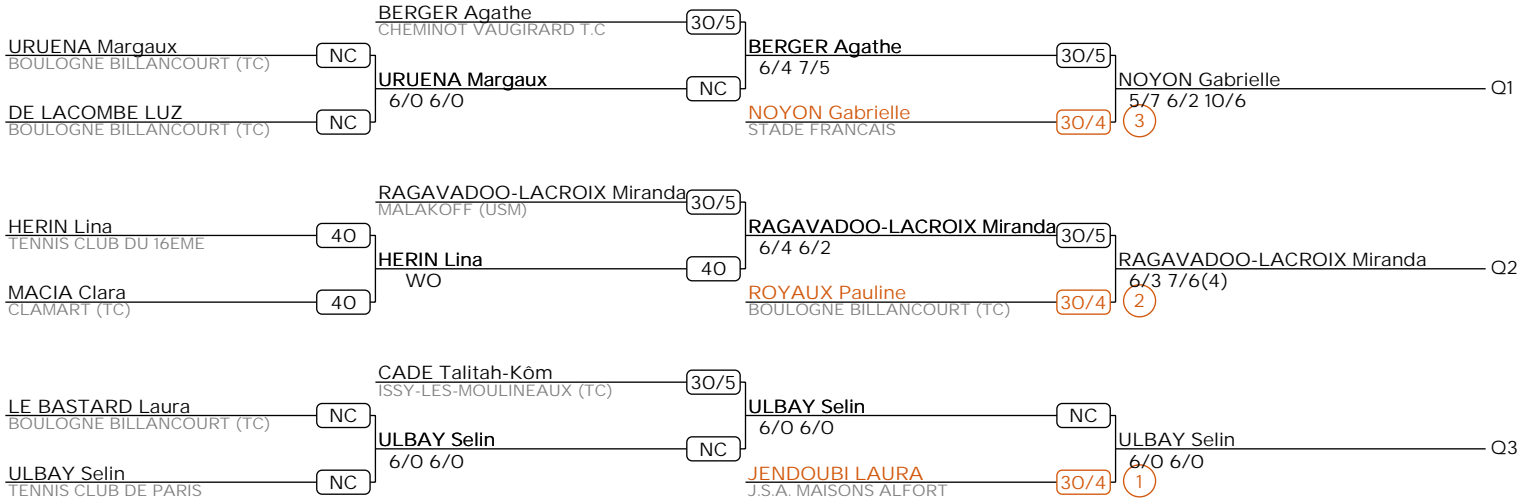 BERGER Agathe
CHEMINOT VAUGIRARD T.C
30/5
URUENA Margaux
BOULOGNE BILLANCOURT (TC)
NC
BERGER Agathe
6/4 7/5
30/5
URUENA Margaux
6/0 6/0
NC
NOYON Gabrielle
5/7 6/2 10/6
Q1
DE LACOMBE LUZ
BOULOGNE BILLANCOURT (TC)
NC
NOYON Gabrielle
STADE FRANCAIS
30/4
3
RAGAVADOO-LACROIX Miranda
MALAKOFF (USM)
30/5
HERIN Lina
TENNIS CLUB DU 16EME
40
RAGAVADOO-LACROIX Miranda
6/4 6/2
30/5
HERIN Lina
WO
40
RAGAVADOO-LACROIX Miranda
6/3 7/6(4)
Q2
MACIA Clara
CLAMART (TC)
40
ROYAUX Pauline
BOULOGNE BILLANCOURT (TC)
30/4
2
CADE Talitah-Kôm
ISSY-LES-MOULINEAUX (TC)
30/5
LE BASTARD Laura
BOULOGNE BILLANCOURT (TC)
NC
ULBAY Selin
6/0 6/0
NC
ULBAY Selin
6/0 6/0
NC
ULBAY Selin
6/0 6/0
Q3
ULBAY Selin
TENNIS CLUB DE PARIS
NC
JENDOUBI LAURA
J.S.A. MAISONS ALFORT
30/4
1